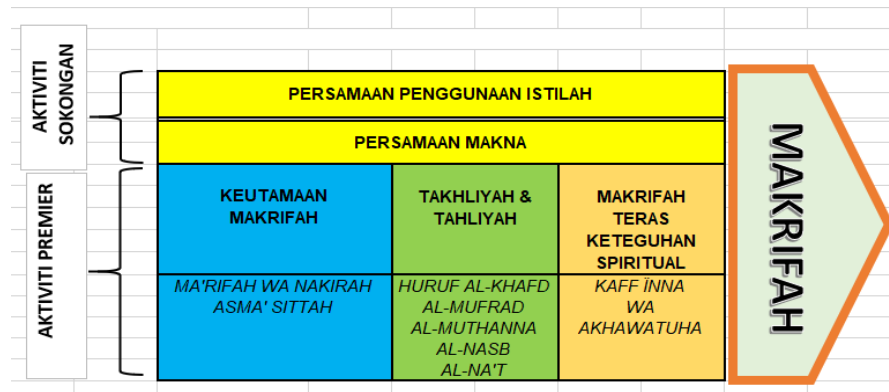 AKTIVITI
SOKONGAN
PERSAMAAN PENGGUNAAN ISTILAH
PERSAMAAN MAKNA
AKTIVITI PREMIER
KEUTAMAAN
MAKRIFAH
TAKHLIYAH &
TAHLIYAH
MAKRIFAH
TERAS
KETEGUHAN
SPIRITUAL
MA'RIFAH WA NAKIRAH
ASMA' SITTAH
HURUF AL-KHAFD
AL-MUFRAD
AL-MUTHANNA
AL-NASB
AL-NA'T
KAFF ÏNNA
WA
AKHAWATUHA
MAKRIFAH